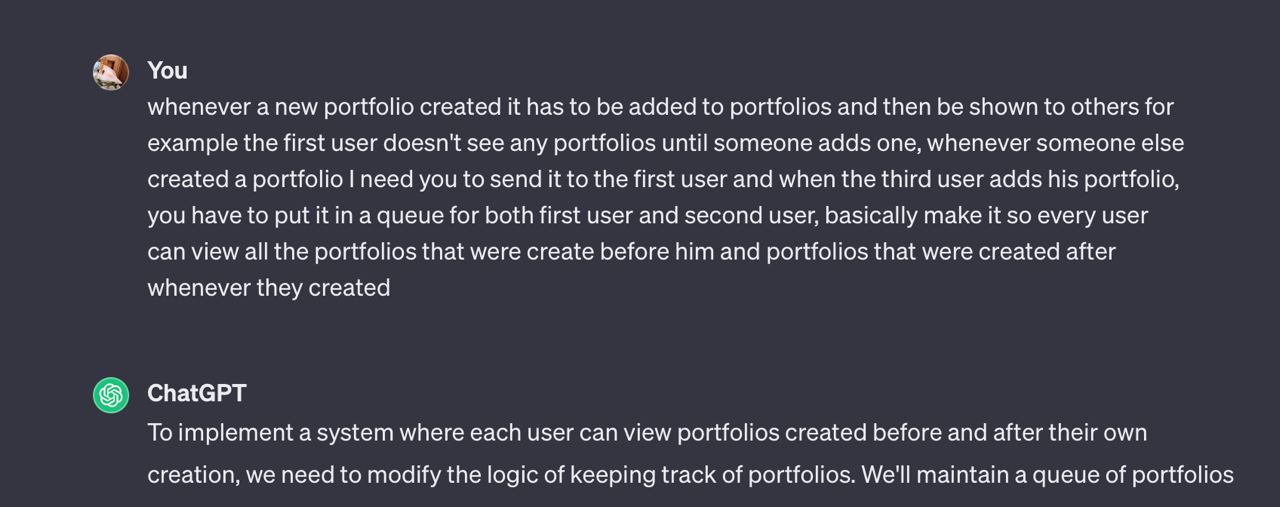 You
whenever a new portfolio created it has to be added to portfolios and then be shown to others for
example the first user doesn't see any portfolios until someone adds one, whenever someone else
created a portfolio I need you to send it to the first user and when the third user adds his portfolio,
you have to put it in a queue for both first user and second user, basically make it so every user
can view all the portfolios that were create before him and portfolios that were created after
whenever they created
ChatGPT
To implement a system where each user can view portfolios created before and after their own
creation, we need to modify the logic of keeping track of portfolios. We'll maintain a queue of portfolios